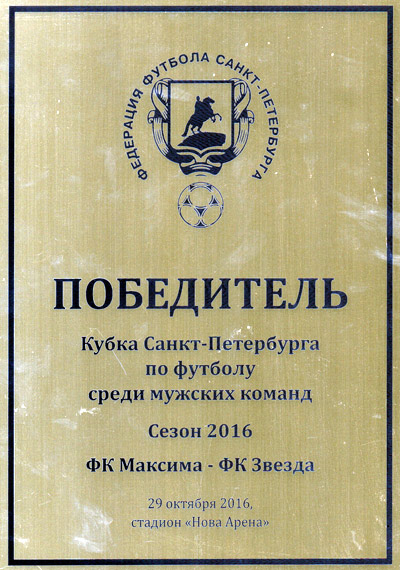 ФЕДЕРАЦИЯ ФУТБОЛА САНКТ-ПЕТЕРБУРГА
ПОБЕДИТЕЛЬ
Кубка Санкт-Петербурга
по футболу
среди мужских команд
Сезон 2016
ФК Максима - ФК Звезда
29 октября 2016,
стадион «Нова Арена»